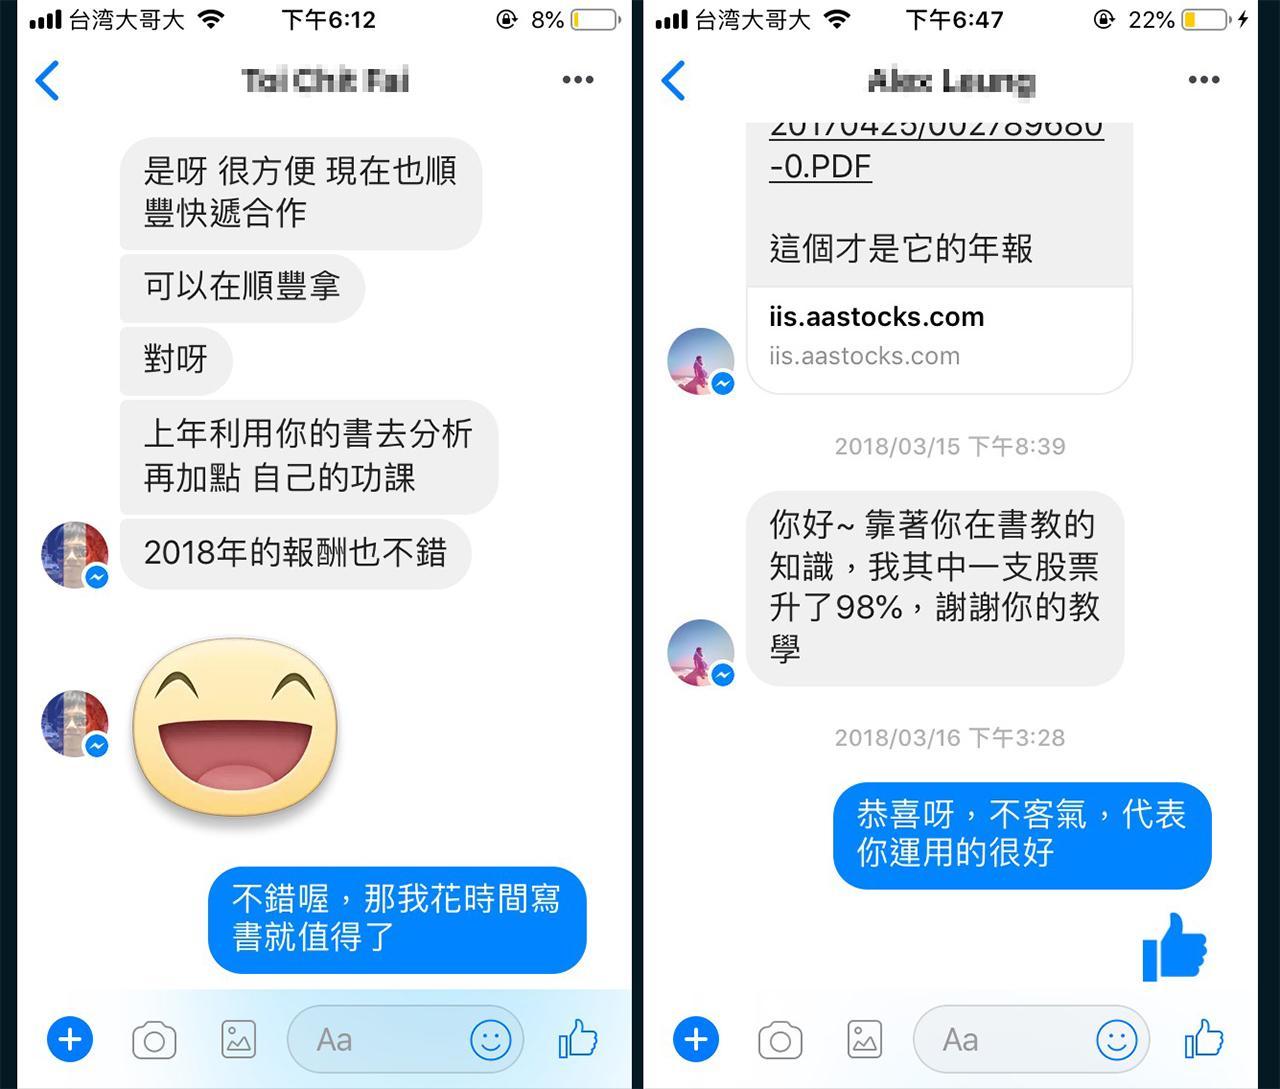 台湾大哥大 下午6:12 8%
Tai Chit Fai
是呀 很方便 現在也順
豐快遞合作
可以在順豐拿
對呀
上年利用你的書去分析
再加點 自己的功課
2018年的報酬也不錯
不錯喔，那我花時間寫
書就值得了
Aa
台湾大哥大 下午6:47 22%
Alex Leung
20170425/002789680
-0.PDF
這個才是它的年報
iis.aastocks.com
iis.aastocks.com
2018/03/15 下午8:39
你好~ 靠著你在書教的
知識，我其中一支股票
升了98%，謝謝你的教
學
2018/03/16 下午3:28
恭喜呀，不客氣，代表
你運用的很好
Aa